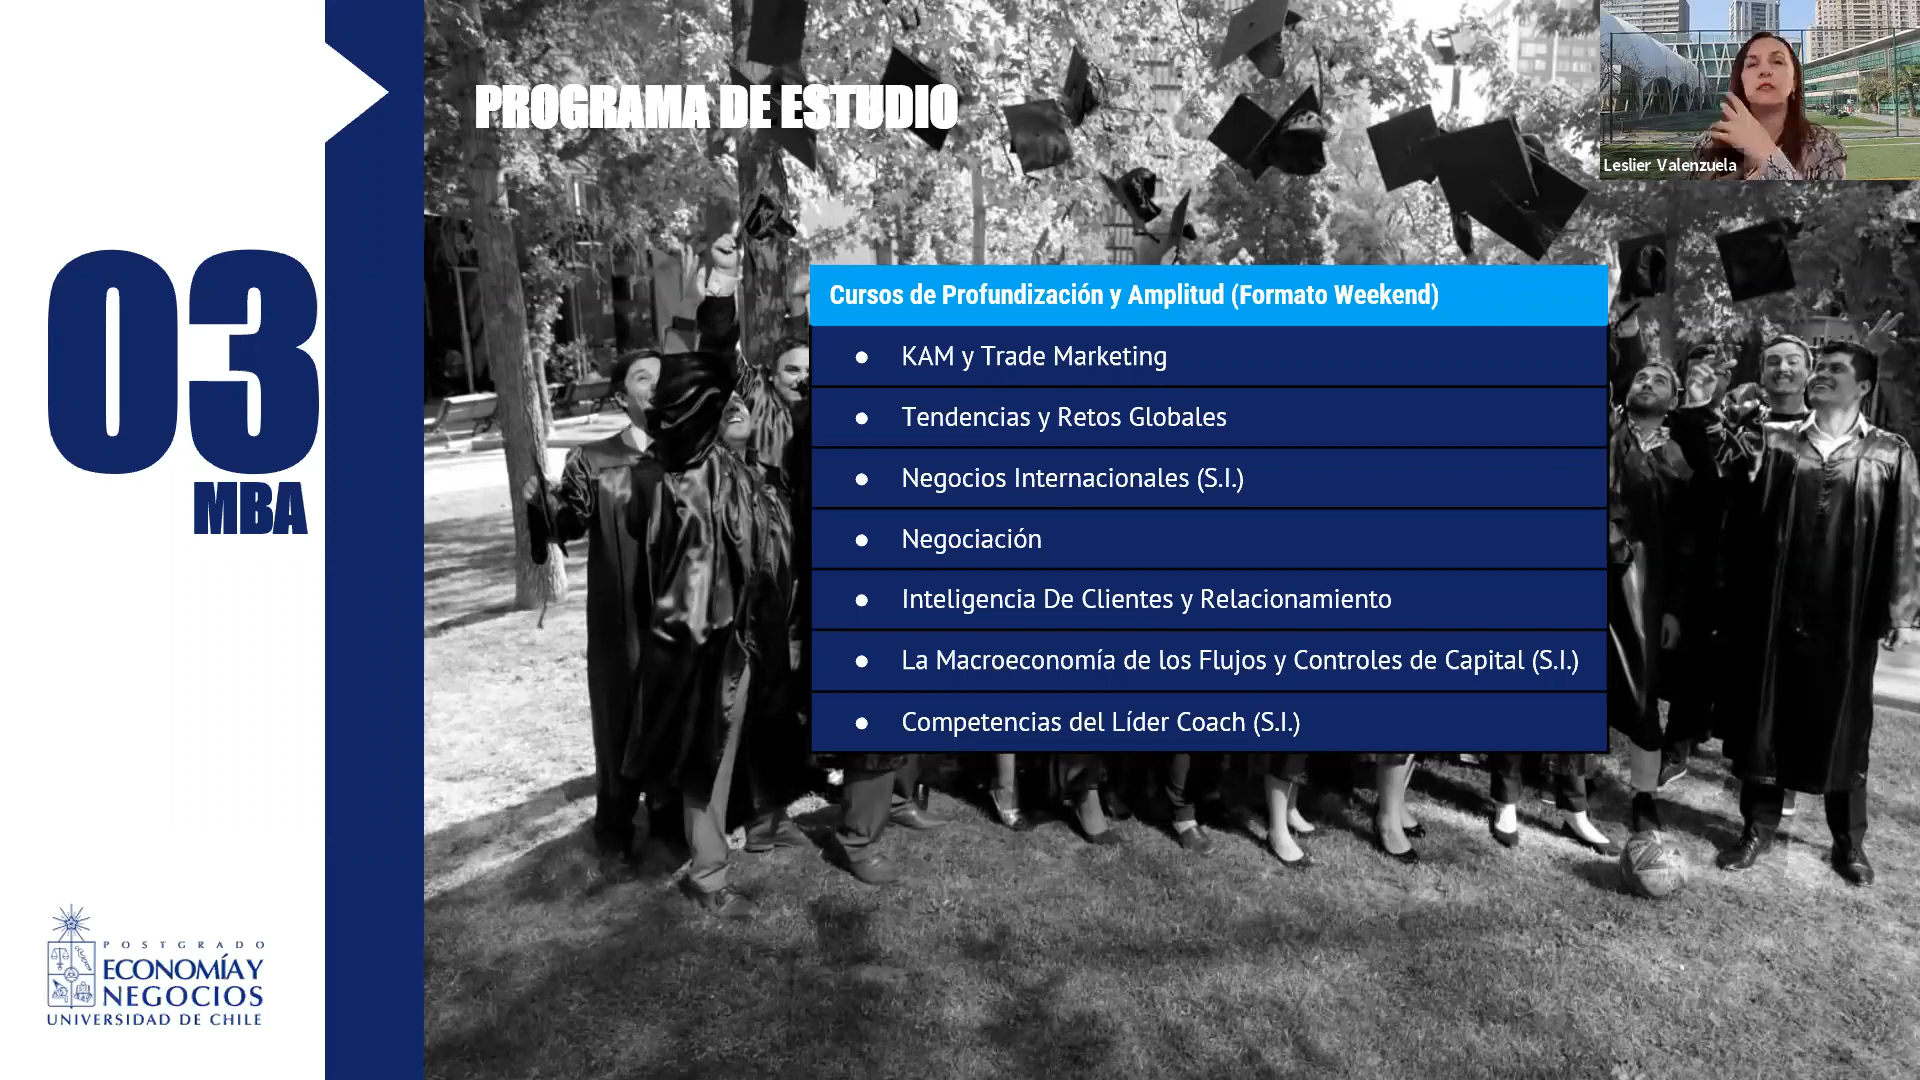 PROGRAMA DE ESTUDIO
Leslier Valenzuela
03
MBA
Cursos de Profundización y Amplitud (Formato Weekend)
● KAM y Trade Marketing
● Tendencias y Retos Globales
● Negocios Internacionales (S.I.)
● Negociación
● Inteligencia De Clientes y Relacionamiento
● La Macroeconomía de los Flujos y Controles de Capital (S.I.)
● Competencias del Líder Coach (S.I.)
POSTGRADO
ECONOMÍA Y
NEGOCIOS
UNIVERSIDAD DE CHILE